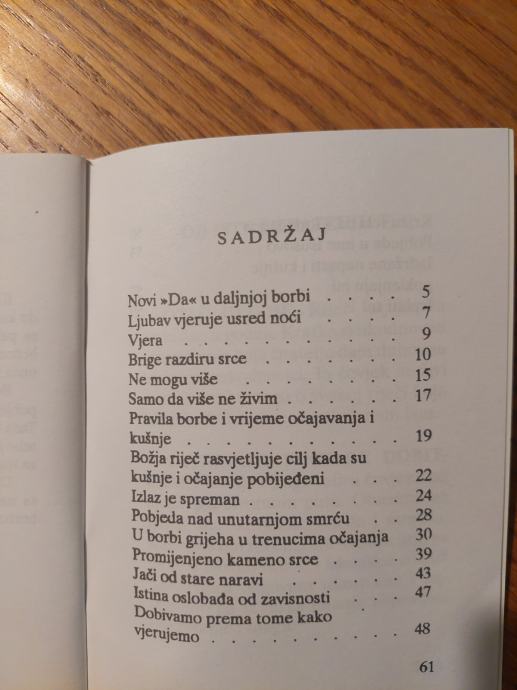 SADRŽAJ
Novi »Da« u daljnjoj borbi . . . . 5
Ljubav vjeruje usred noći . . . . 7
Vjera . . . . . . . . . . 9
Brige razdiru srce . . . . . . 10
Ne mogu više . . . . . . . 15
Samo da više ne živim . . . . . 17
Pravila borbe i vrijeme očajavanja i
kušnje . . . . . . . . . . 19
Božja riječ rasvjetljuje cilj kada su
kušnje i očajanje pobijeđeni . . . . 22
Izlaz je spreman . . . . . . . 24
Pobjeda nad unutarnjom smrću . . 28
U borbi grijeha u trenucima očajanja 30
Promijenjeno kameno srce . . . . 39
Jači od stare naravi . . . . . . 43
Istina oslobađa od zavisnosti . . . 47
Dobivamo prema tome kako
vjerujemo . . . . . . . . . 48
61